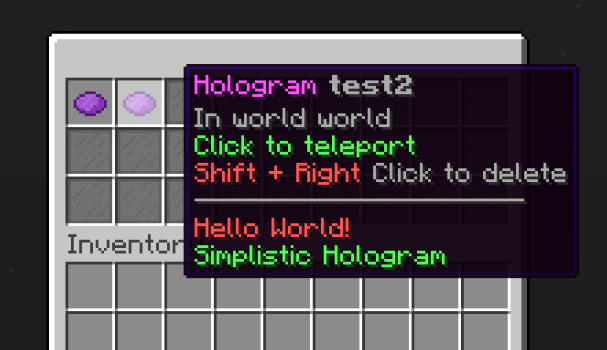 Hologram test2
In world world
Click to teleport
Shift + Right Click to delete
Hello World!
Simplistic Hologram
Inventor